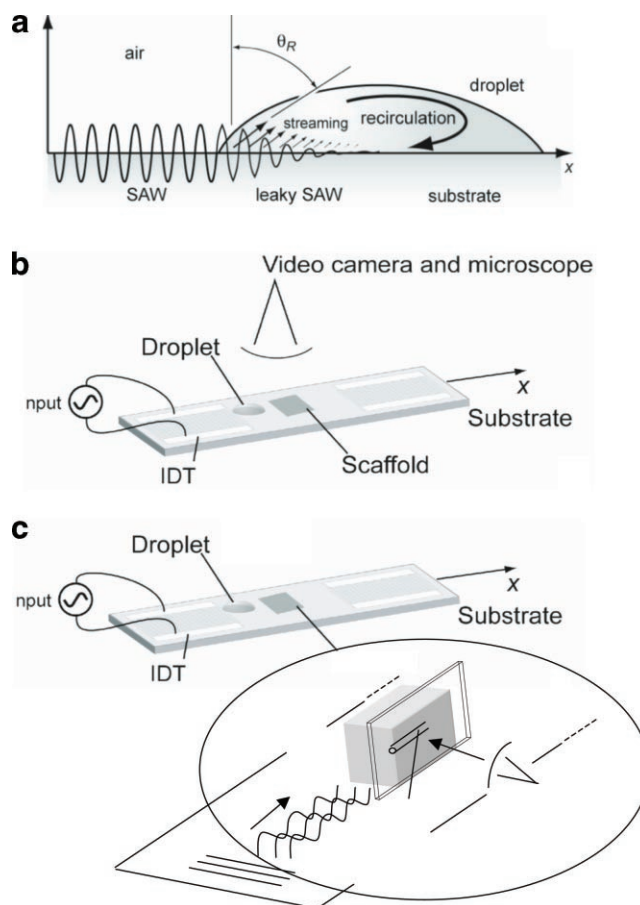 a
θR
air
droplet
streaming
recirculation
x
SAW
leaky SAW
substrate
b
Video camera and microscope
Droplet
x
nput
Substrate
Scaffold
IDT
c
Droplet
x
nput
Substrate
IDT